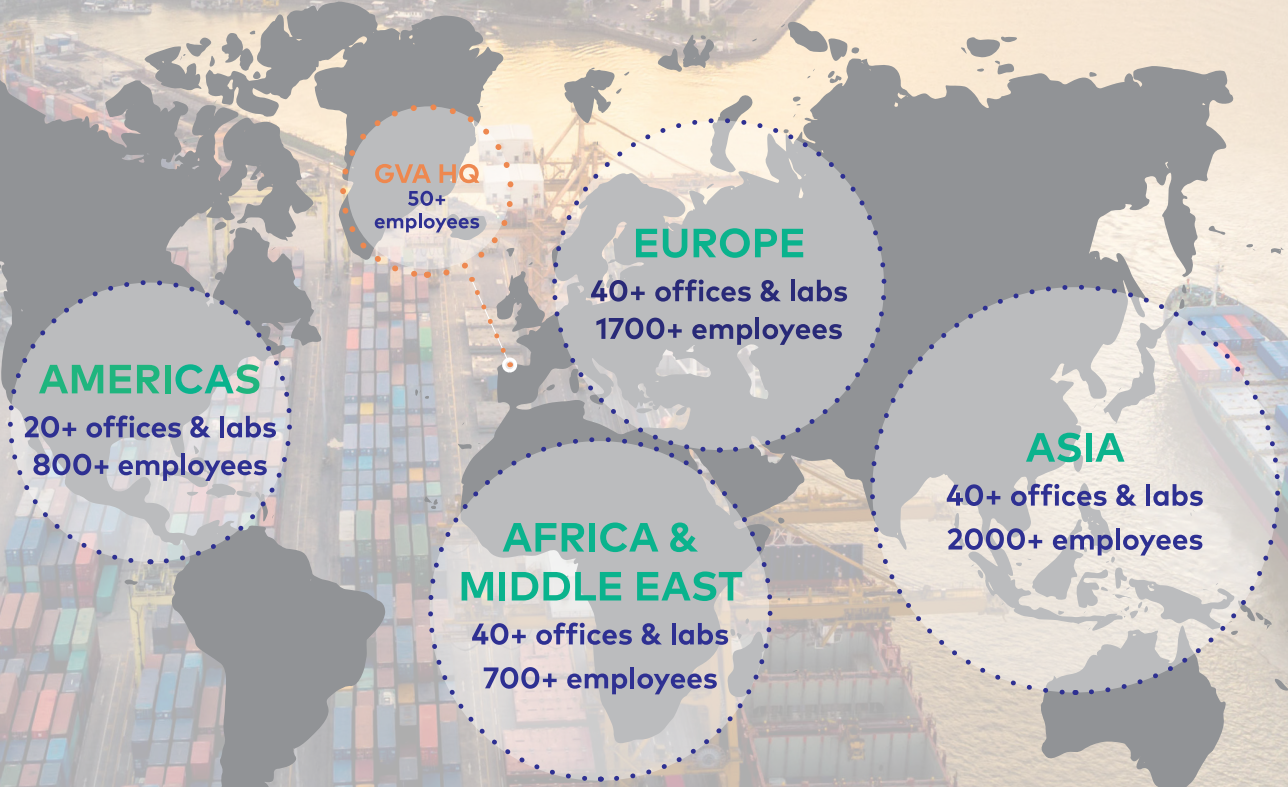 GVA HQ
50+
employees
EUROPE
40+ offices & labs
1700+ employees
AMERICAS
20+ offices & labs
800+ employees
ASIA
40+ offices & labs
2000+ employees
AFRICA &
MIDDLE EAST
40+ offices & labs
700+ employees